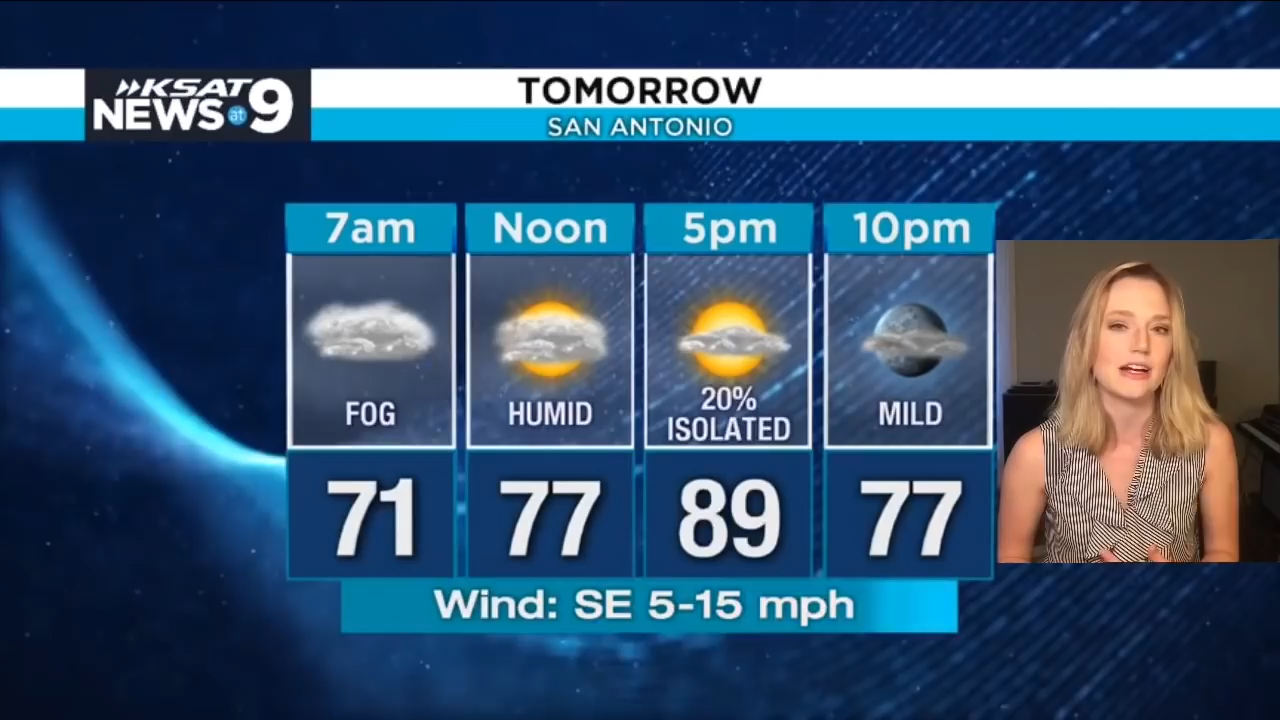 KSAT
NEWS at 9
TOMORROW
SAN ANTONIO
7am
Noon
5pm
10pm
FOG
HUMID
20%
ISOLATED
MILD
71
77
89
77
Wind: SE 5-15 mph